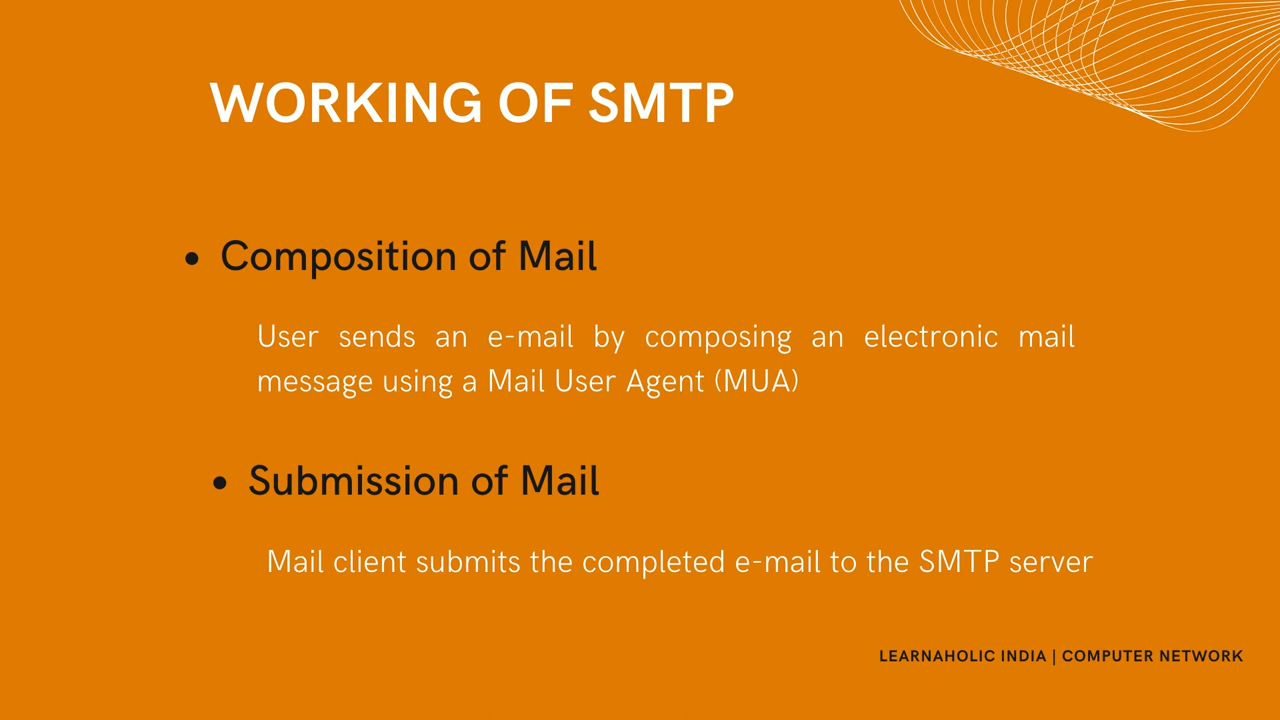 WORKING OF SMTP
• Composition of Mail
User sends an e-mail by composing an electronic mail
message using a Mail User Agent (MUA)
• Submission of Mail
Mail client submits the completed e-mail to the SMTP server
LEARNAHOLIC INDIA | COMPUTER NETWORK